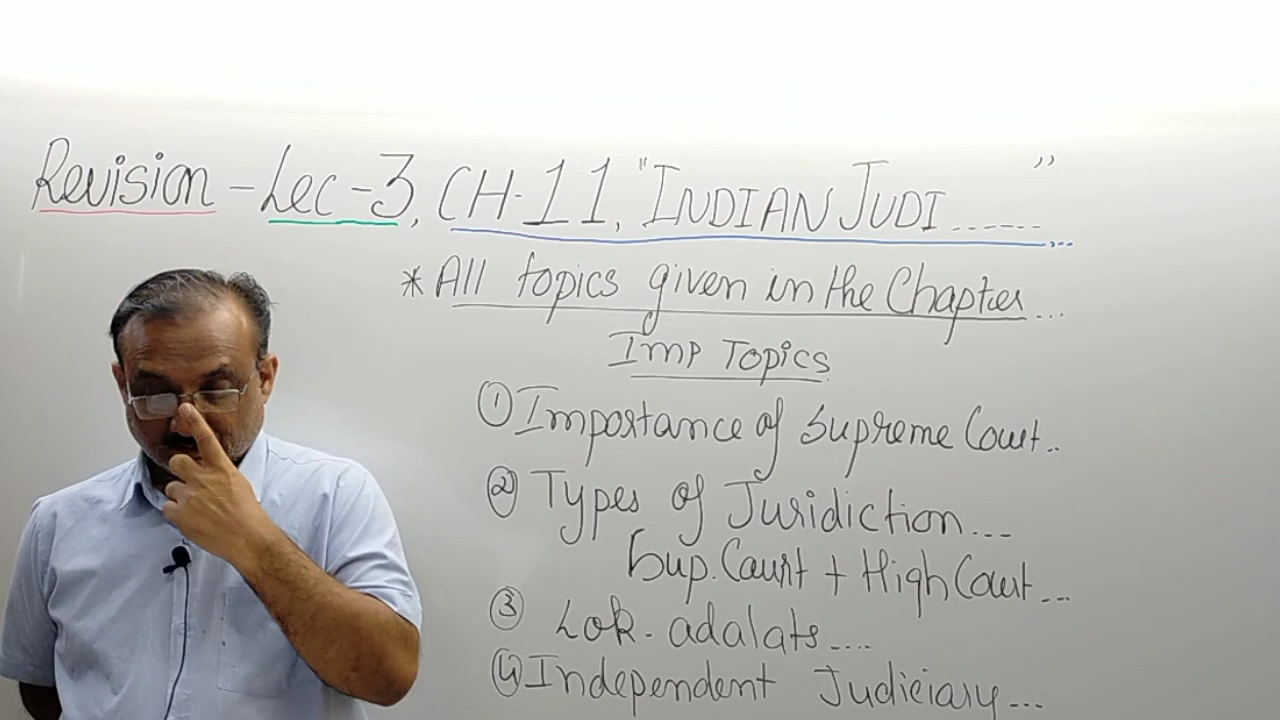 Revision - Lec - 3, CH-11, "INDIAN JUDI ......"
* All topics given in the Chapter...
Imp Topics
① Importance of Supreme Court..
② Types of Juridiction...
Sup. Court + High Court...
③ Lok-adalats....
④ Independent Judiciary...